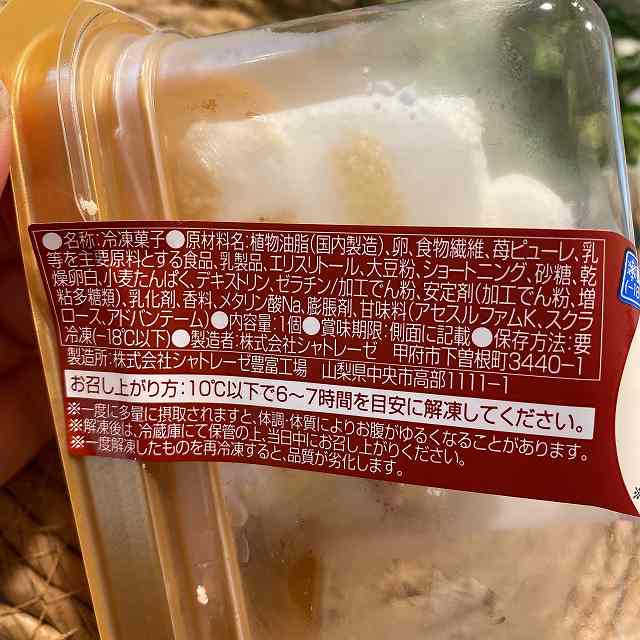 ●名称:冷凍菓子●原材料名:植物油脂(国内製造)、卵、食物繊維、苺ピューレ、乳
等を主要原料とする食品、乳製品、エリスリトール、大豆粉、ショートニング、砂糖、乾
燥卵白、小麦たんぱく、デキストリン、ゼラチン/加工でん粉、安定剤(加工でん粉、増
粘多糖類)、乳化剤、香料、メタリン酸Na、膨脹剤、甘味料(アセスルファムK、スクラ
ロース、アドバンテーム)●内容量:1個●賞味期限:側面に記載●保存方法:要
冷凍(−18℃以下)●製造者:株式会社シャトレーゼ 甲府市下曽根町3440-1
製造所:株式会社シャトレーゼ豊富工場 山梨県中央市高部1111-1
お召し上がり方:10℃以下で6~7時間を目安に解凍してください。
※一度に多量に摂取されますと、体調・体質によりお腹がゆるくなることがあります。
※解凍後は、冷蔵庫にて保管の上、当日中にお召し上がりください。
※一度解凍したものを再冷凍すると、品質が劣化します。